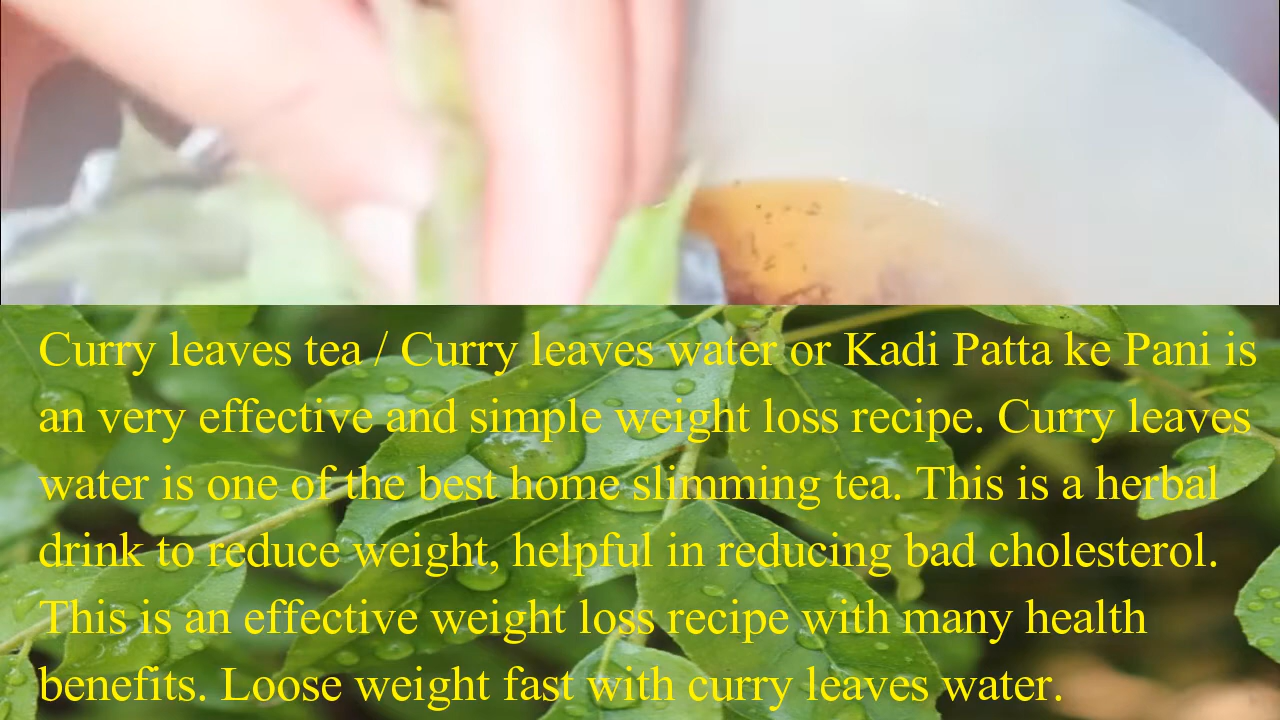 Curry leaves tea / Curry leaves water or Kadi Patta ke Pani is
an very effective and simple weight loss recipe. Curry leaves
water is one of the best home slimming tea. This is a herbal
drink to reduce weight, helpful in reducing bad cholesterol.
This is an effective weight loss recipe with many health
benefits. Loose weight fast with curry leaves water.